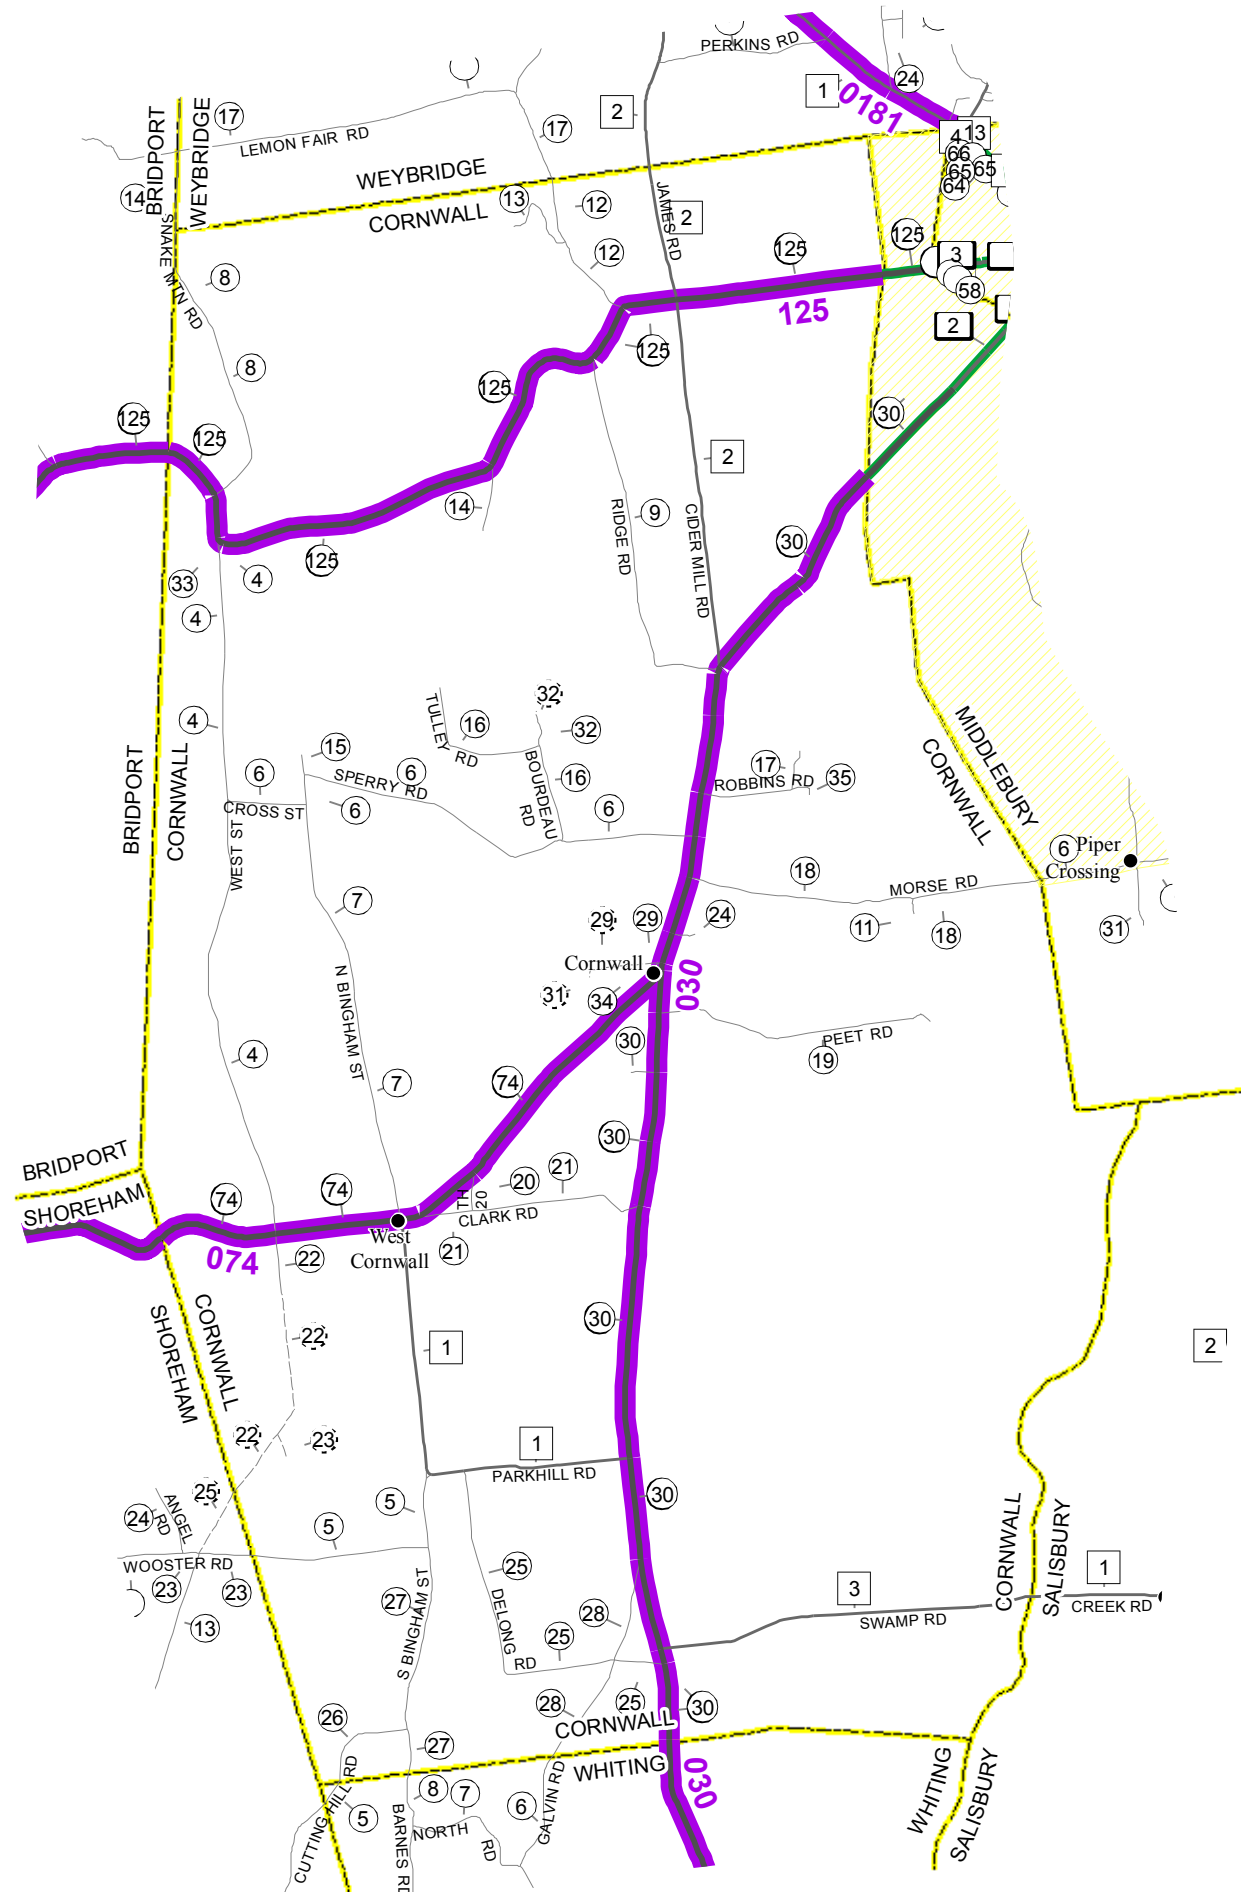 PERKINS RD
24
1
0181
2
17
LEMON FAIR RD
17
BRIDPORT
WEYBRIDGE
4
13
66
65
65
64
WEYBRIDGE
CORNWALL
14
13
12
JAMES RD
2
SNAKE MTN RD
12
125
125
3
58
8
125
2
125
8
125
30
125
125
2
14
RIDGE RD
9
CIDER MILL RD
30
125
33
4
4
TULLEY RD
32
16
32
4
15
BRIDPORT
CORNWALL
6
SPERRY RD
6
BOURDEAU RD
16
17
ROBBINS RD
35
MIDDLEBURY
CORNWALL
CROSS ST
6
6
WEST ST
6
Piper
Crossing
18
MORSE RD
7
29
29
24
11
18
31
Cornwall
030
31
34
N BINGHAM ST
30
PEET RD
19
4
7
74
30
BRIDPORT
SHOREHAM
74
74
TH 20
20
21
CLARK RD
074
West
Cornwall
21
22
CORNWALL
SHOREHAM
22
1
30
2
22
23
1
PARKHILL RD
25
ANGEL RD
24
5
5
30
CORNWALL
SALISBURY
WOOSTER RD
23
23
25
27
S BINGHAM ST
DELONG RD
1
CREEK RD
3
SWAMP RD
13
28
25
26
28
25
30
CORNWALL
WHITING
27
030
CUTTING HILL RD
8
7
6
GALVIN RD
5
BARNES RD
NORTH RD
WHITING
SALISBURY